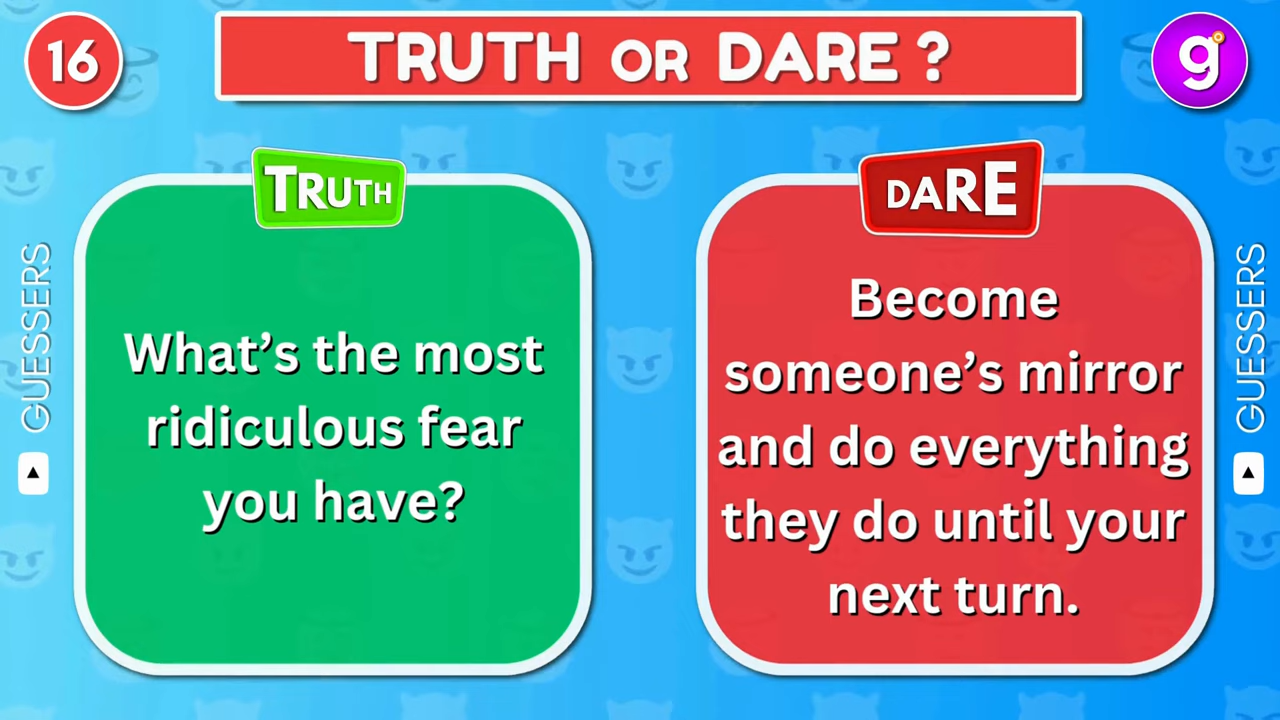 16
TRUTH OR DARE ?
g
TRUTH
DARE
What's the most
ridiculous fear
you have?
Become
someone's mirror
and do everything
they do until your
next turn.
GUESSERS
GUESSERS